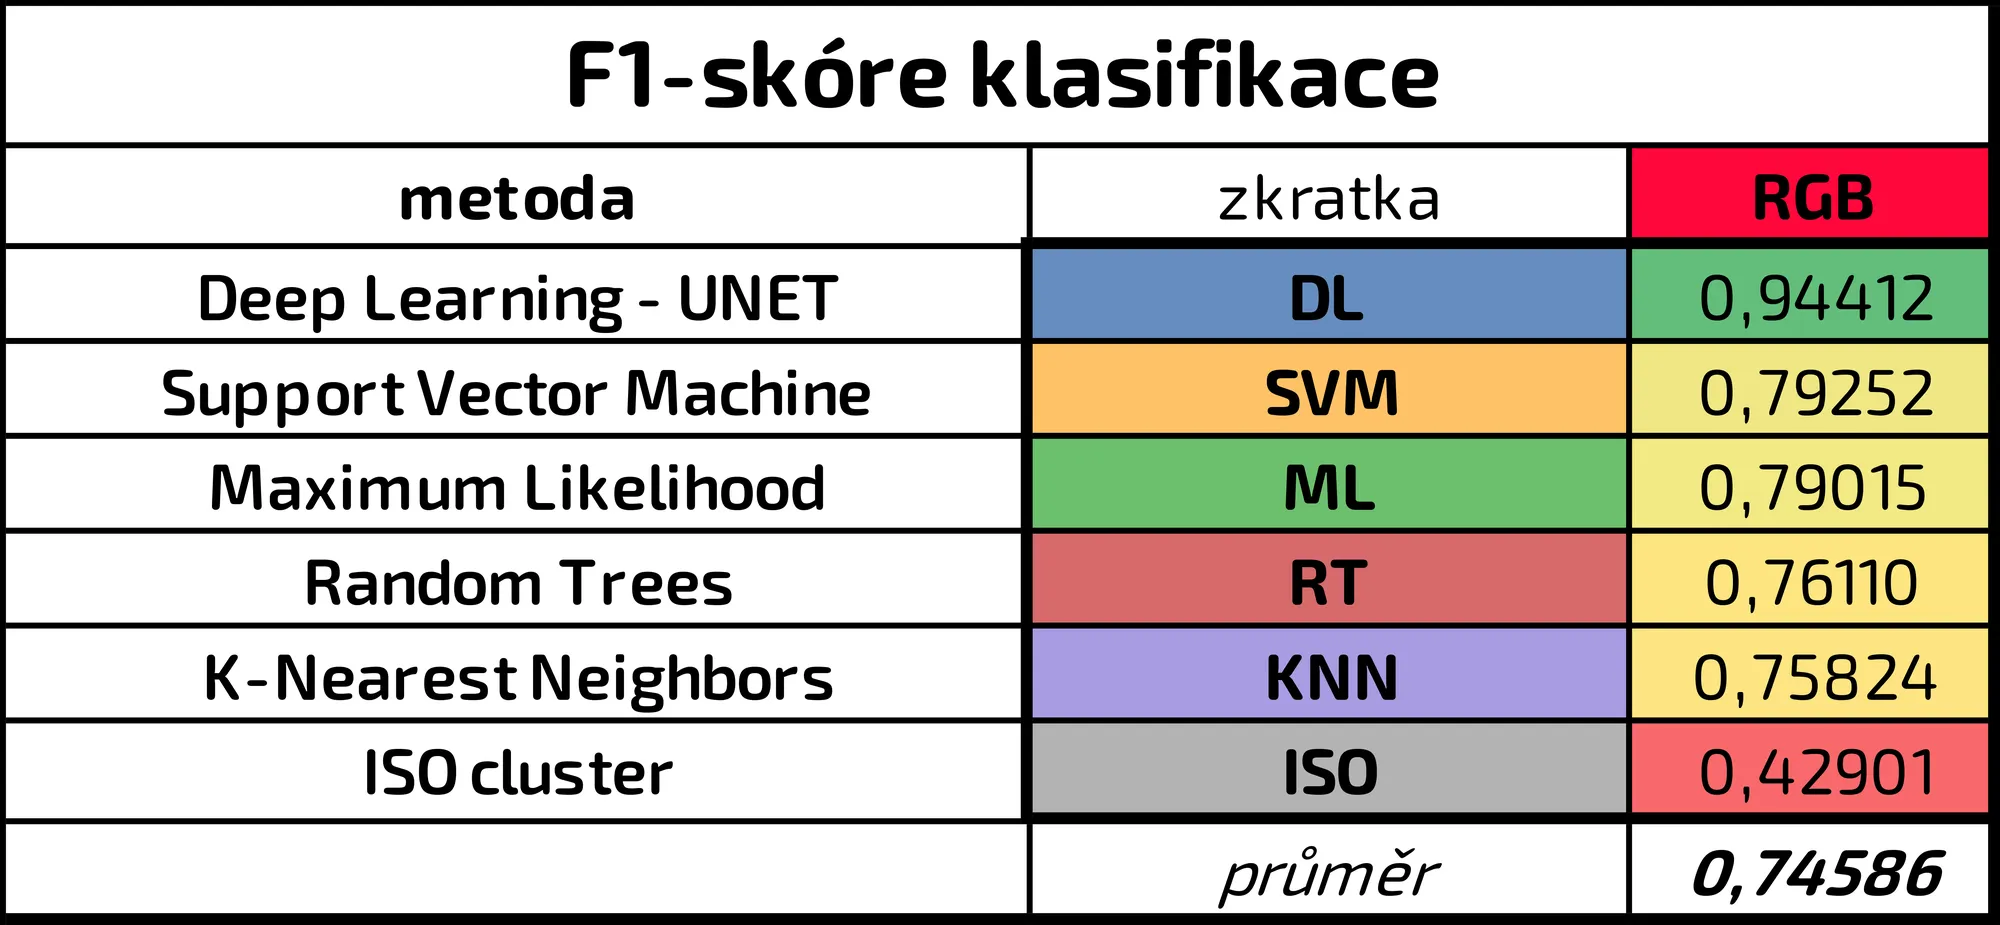 F1-skóre klasifikace
metoda zkratka RGB
Deep Learning - UNET DL 0,94412
Support Vector Machine SVM 0,79252
Maximum Likelihood ML 0,79015
Random Trees RT 0,76110
K-Nearest Neighbors KNN 0,75824
ISO cluster ISO 0,42901
průměr 0,74586